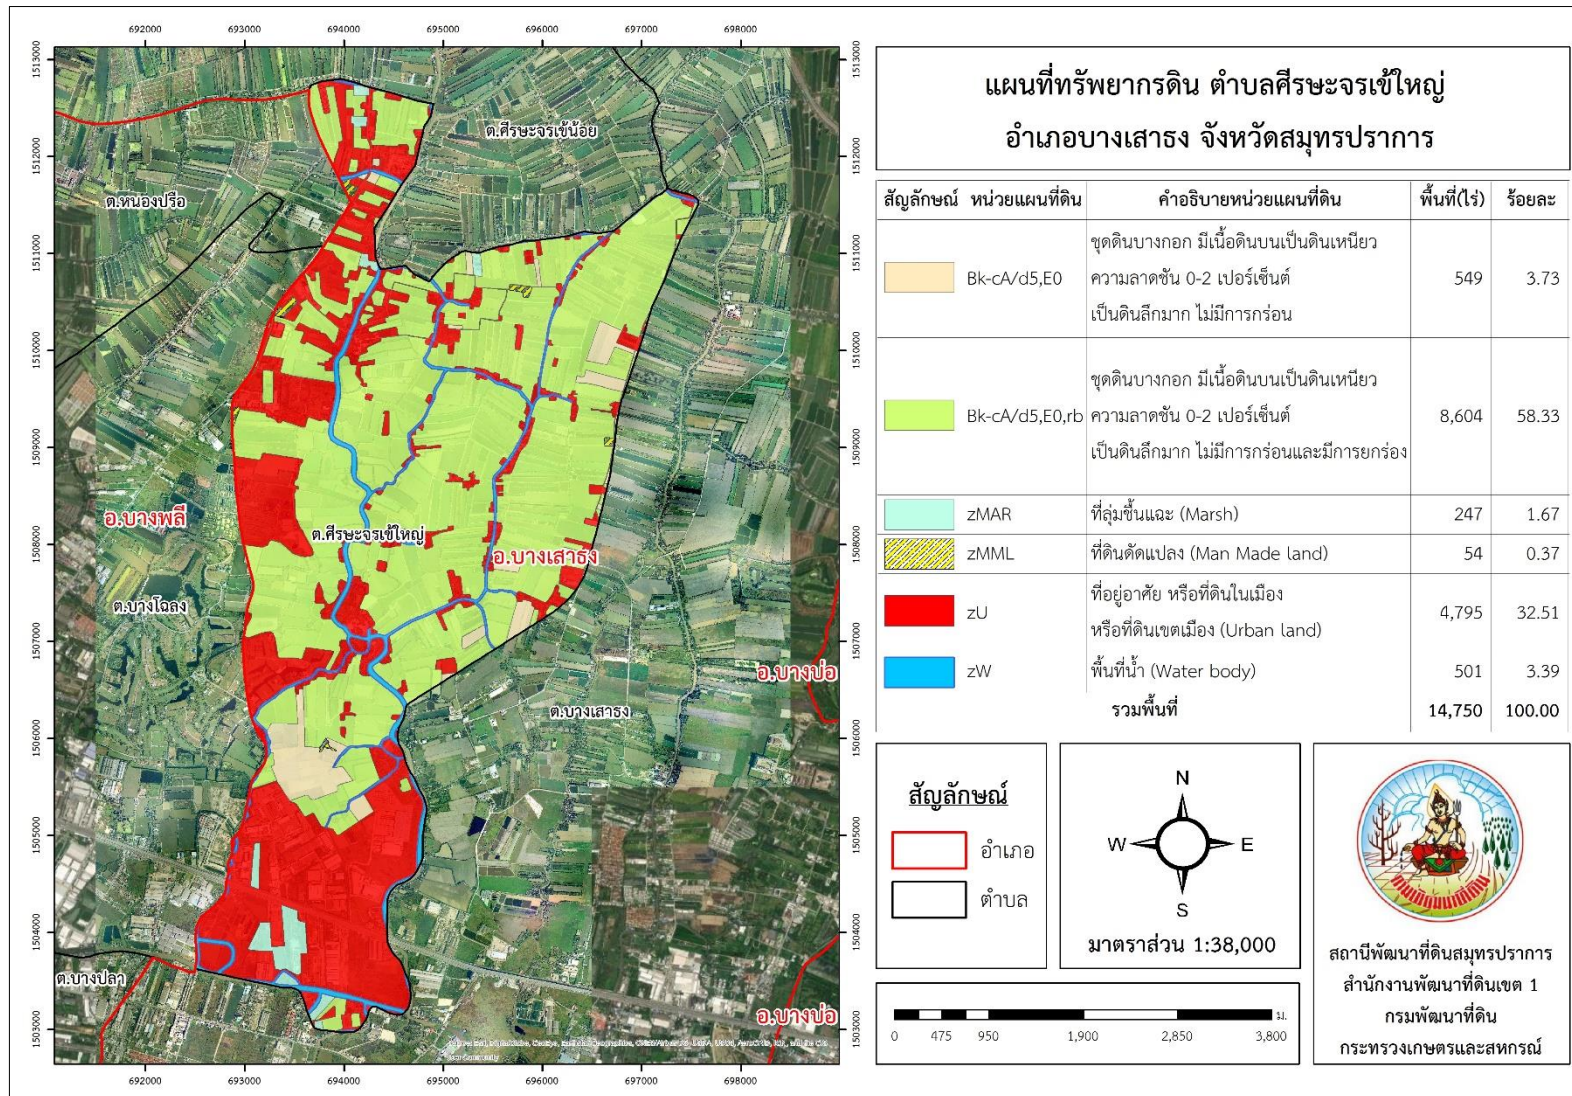 แผนที่ทรัพยากรดิน ตำบลศีรษะจรเข้ใหญ่
อำเภอบางเสาธง จังหวัดสมุทรปราการ
สัญลักษณ์ หน่วยแผนที่ดิน คำอธิบายหน่วยแผนที่ดิน พื้นที่(ไร่) ร้อยละ
ชุดดินบางกอก มีเนื้อดินบนเป็นดินเหนียว
Bk-cA/d5,E0 ความลาดชัน 0-2 เปอร์เซ็นต์ 549 3.73
เป็นดินลึกมาก ไม่มีการกร่อน
ชุดดินบางกอก มีเนื้อดินบนเป็นดินเหนียว
Bk-cA/d5,E0,rb ความลาดชัน 0-2 เปอร์เซ็นต์ 8,604 58.33
เป็นดินลึกมาก ไม่มีการกร่อนและมีการยกร่อง
zMAR ที่ลุ่มชื้นแฉะ (Marsh) 247 1.67
zMML ที่ดินดัดแปลง (Man Made land) 54 0.37
zU ที่อยู่อาศัย หรือที่ดินในเมือง 4,795 32.51
หรือที่ดินเขตเมือง (Urban land)
zW พื้นที่น้ำ (Water body) 501 3.39
รวมพื้นที่ 14,750 100.00
สัญลักษณ์
อำเภอ
ตำบล
N
W E
S
มาตราส่วน 1:38,000
0 475 950 1,900 2,850 3,800 ม.
สถานีพัฒนาที่ดินสมุทรปราการ
สำนักงานพัฒนาที่ดินเขต 1
กรมพัฒนาที่ดิน
กระทรวงเกษตรและสหกรณ์
692000 693000 694000 695000 696000 697000 698000
1513000 1513000
1512000 1512000
1511000 1511000
1510000 1510000
1509000 1509000
1508000 1508000
1507000 1507000
1506000 1506000
1505000 1505000
1504000 1504000
1503000 1503000
692000 693000 694000 695000 696000 697000 698000
ต.ศีรษะจรเข้น้อย
ต.หนองปรือ
อ.บางพลี
ต.ศีรษะจรเข้ใหญ่
อ.บางเสาธง
ต.บางโฉลง
อ.บางบ่อ
ต.บางเสาธง
ต.บางปลา
อ.บางบ่อ